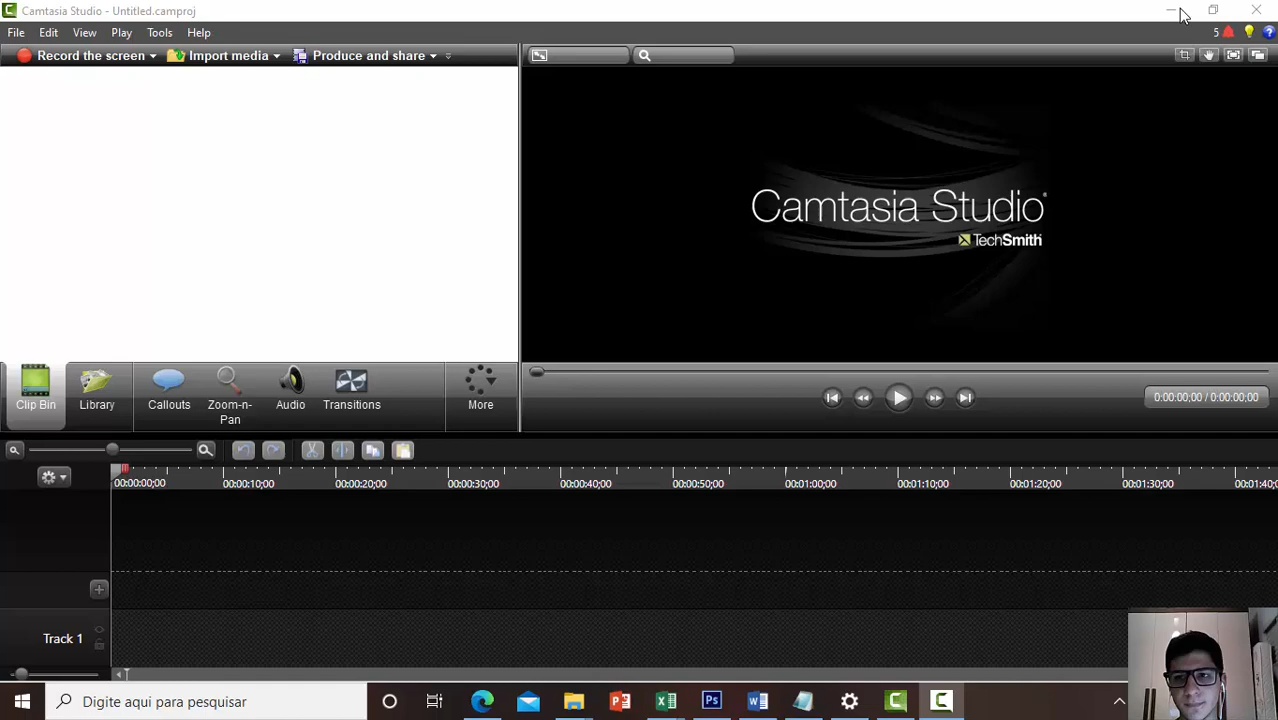 Camtasia Studio - Untitled.camproj
File Edit View Play Tools Help
5
Record the screen Import media Produce and share
Camtasia Studio®
TechSmith
Clip Bin Library Callouts Zoom-n-Pan Audio Transitions More
0:00:00;00 / 0:00:00;00
00:00:00;00 00:00:10;00 00:00:20;00 00:00:30;00 00:00:40;00 00:00:50;00 00:01:00;00 00:01:10;00 00:01:20;00 00:01:30;00 00:01:40;0
Track 1
Digite aqui para pesquisar